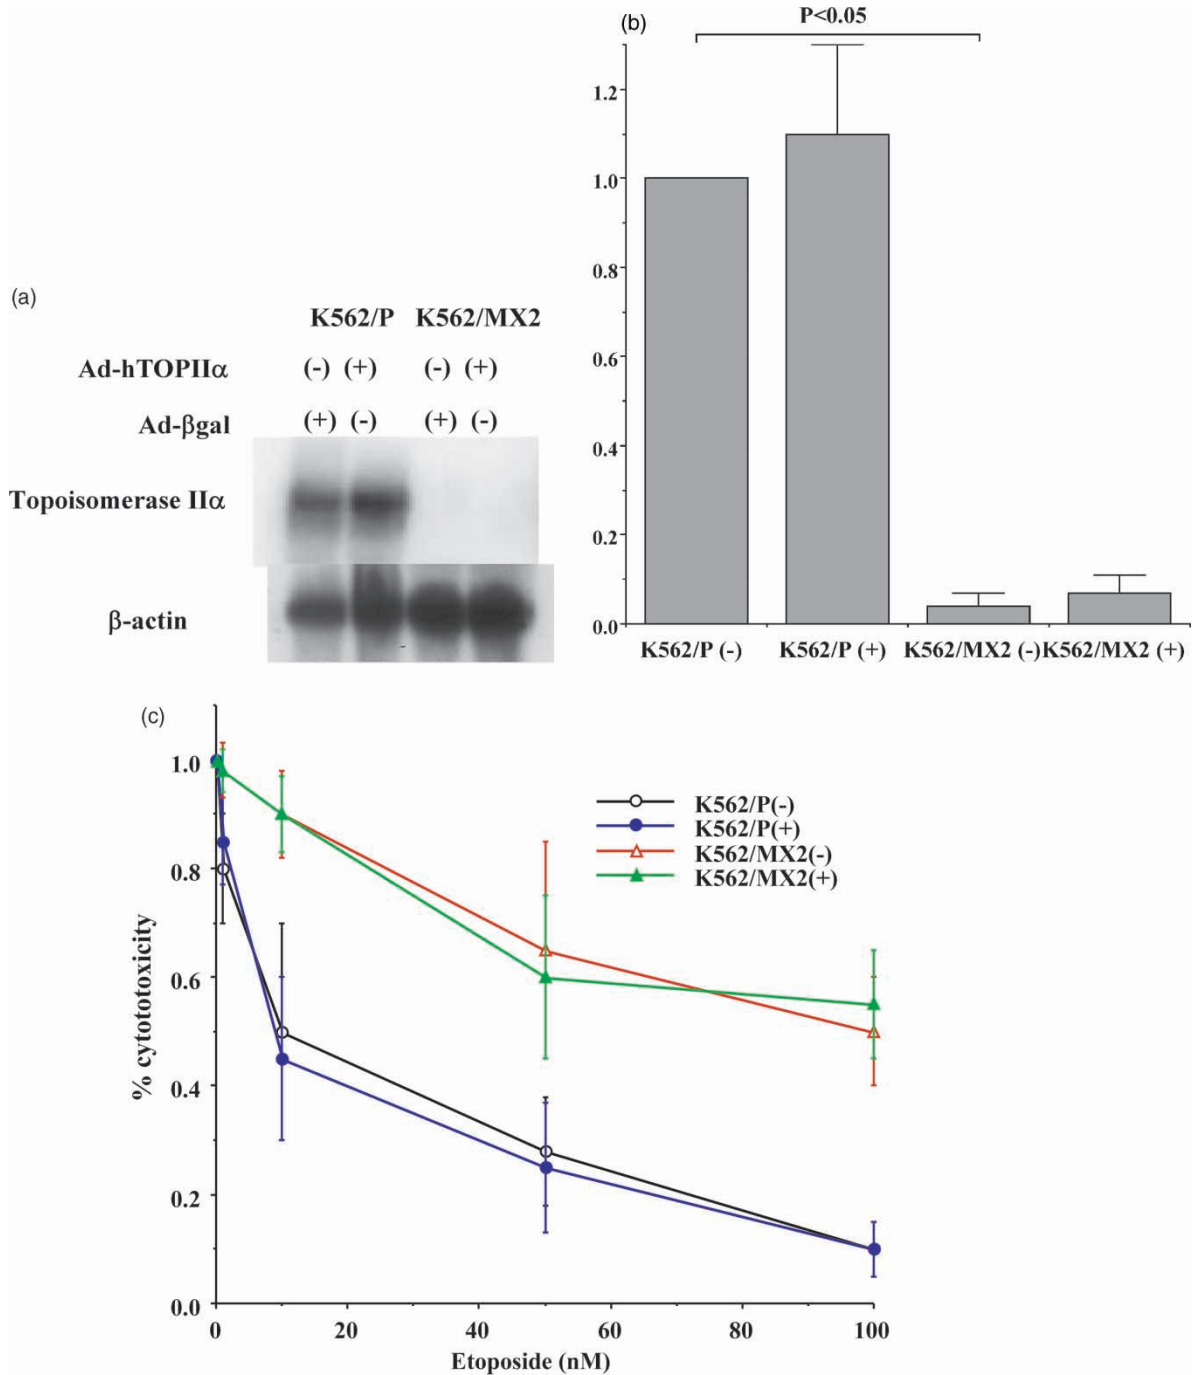 (b)
P<0.05
1.2
1.0
0.8
0.6
0.4
0.2
0.0
K562/P (-) K562/P (+) K562/MX2 (-) K562/MX2 (+)
(a)
K562/P K562/MX2
Ad-hTOPIIα (-) (+) (-) (+)
Ad-βgal (+) (-) (+) (-)
Topoisomerase IIα
β-actin
(c)
% cytototoxicity
1.0
0.8
0.6
0.4
0.2
0.0
K562/P(-)
K562/P(+)
K562/MX2(-)
K562/MX2(+)
0 20 40 60 80 100
Etoposide (nM)